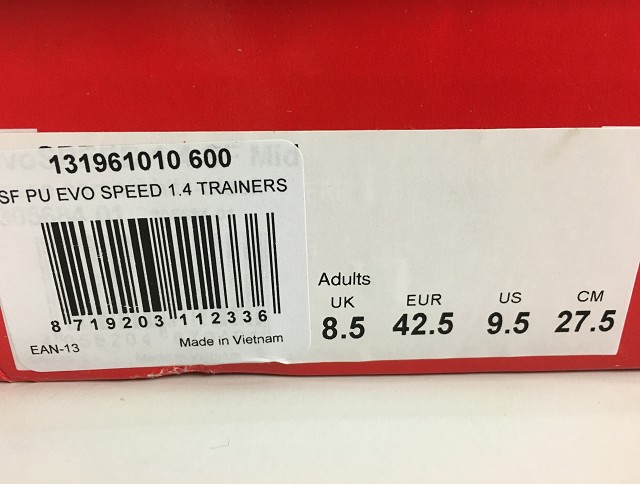 131961010 600
SF PU EVO SPEED 1.4 TRAINERS
8 719203 112336
EAN-13
Made in Vietnam
Adults
UK EUR US CM
8.5 42.5 9.5 27.5